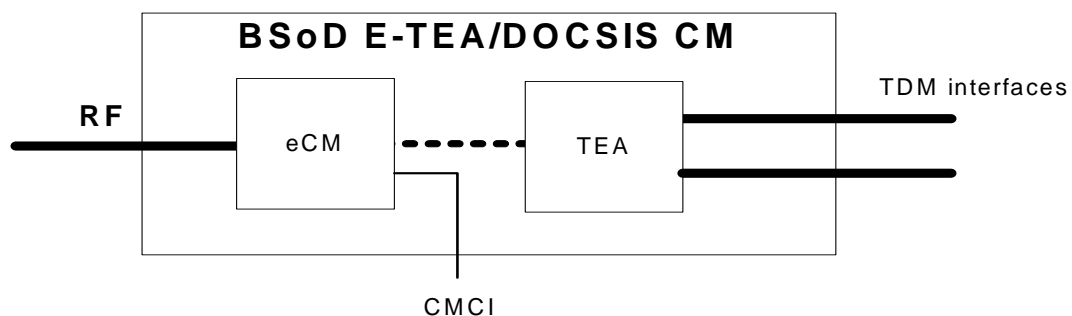 BSoD E-TEA/DOCSIS CM
TDM interfaces
RF
eCM
TEA
CMCI